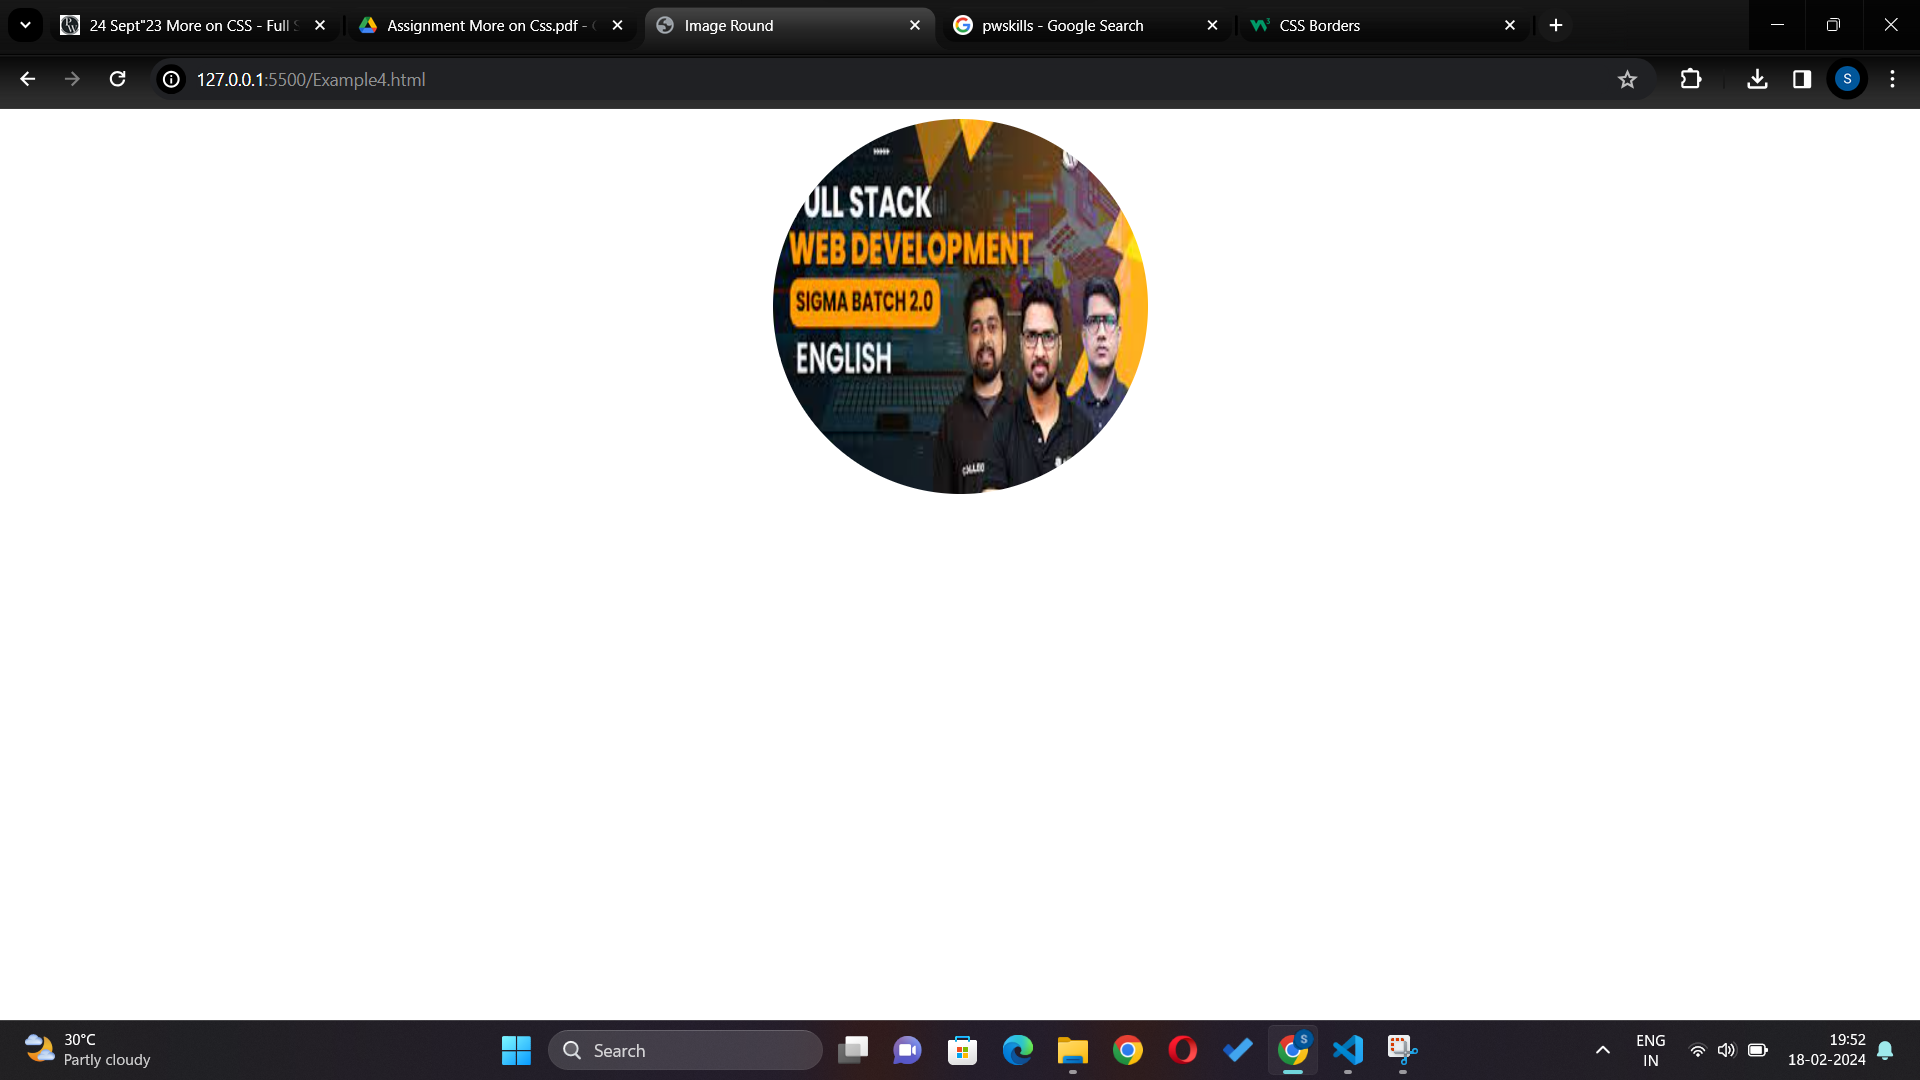 24 Sept"23 More on CSS - Full S
Assignment More on Css.pdf -
Image Round
pwskills - Google Search
CSS Borders
127.0.0.1:5500/Example4.html
S
ULL STACK
WEB DEVELOPMENT
SIGMA BATCH 2.0
ENGLISH
30°C
Partly cloudy
Search
S
ENG
IN
19:52
18-02-2024